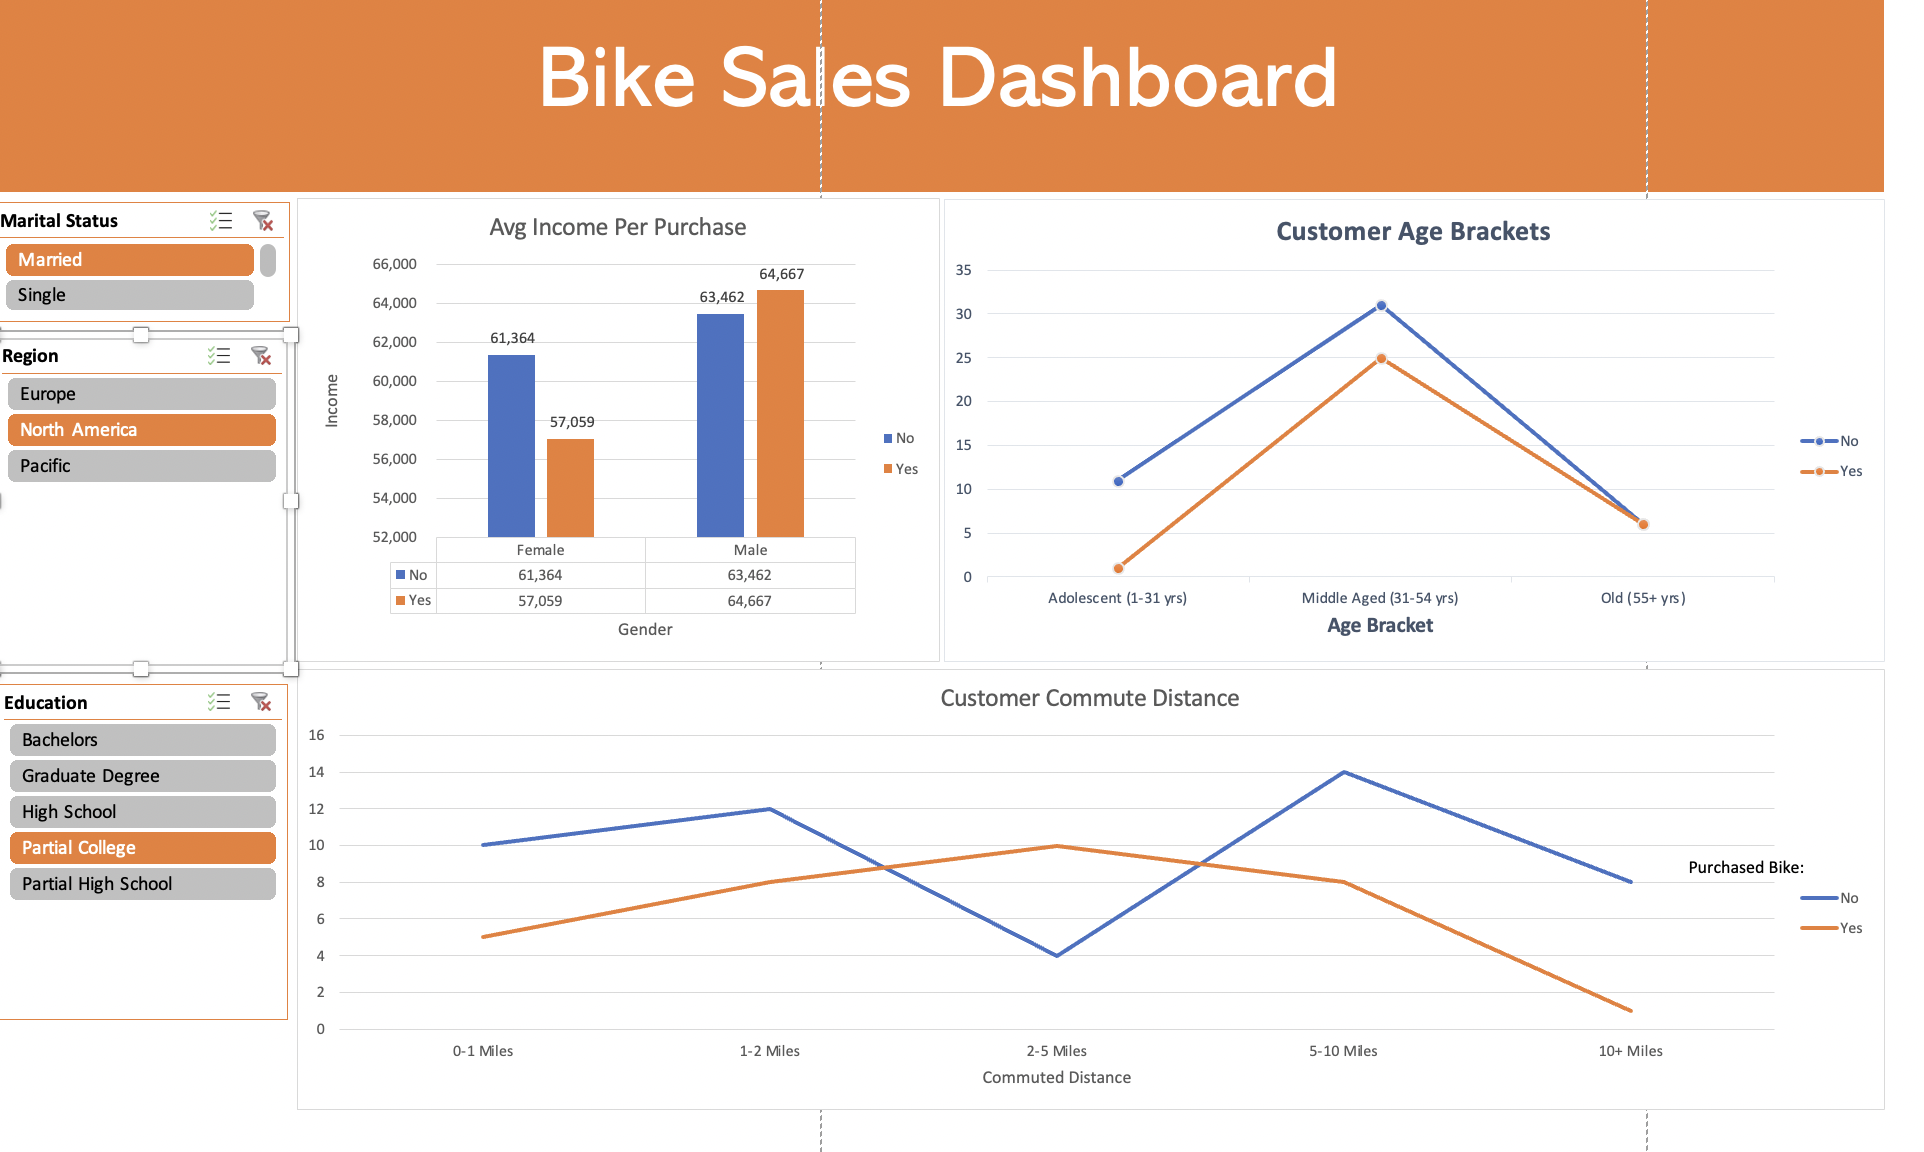 Bike Sales Dashboard
Marital Status
Married
Single
Region
Europe
North America
Pacific
Education
Bachelors
Graduate Degree
High School
Partial College
Partial High School
Avg Income Per Purchase
66,000
64,000
62,000
60,000
58,000
56,000
54,000
52,000
Income
61,364
57,059
63,462
64,667
Female Male
No 61,364 63,462
Yes 57,059 64,667
Gender
No
Yes
Customer Age Brackets
35
30
25
20
15
10
5
0
Adolescent (1-31 yrs) Middle Aged (31-54 yrs) Old (55+ yrs)
Age Bracket
No
Yes
Customer Commute Distance
16
14
12
10
8
6
4
2
0
0-1 Miles 1-2 Miles 2-5 Miles 5-10 Miles 10+ Miles
Commuted Distance
Purchased Bike:
No
Yes